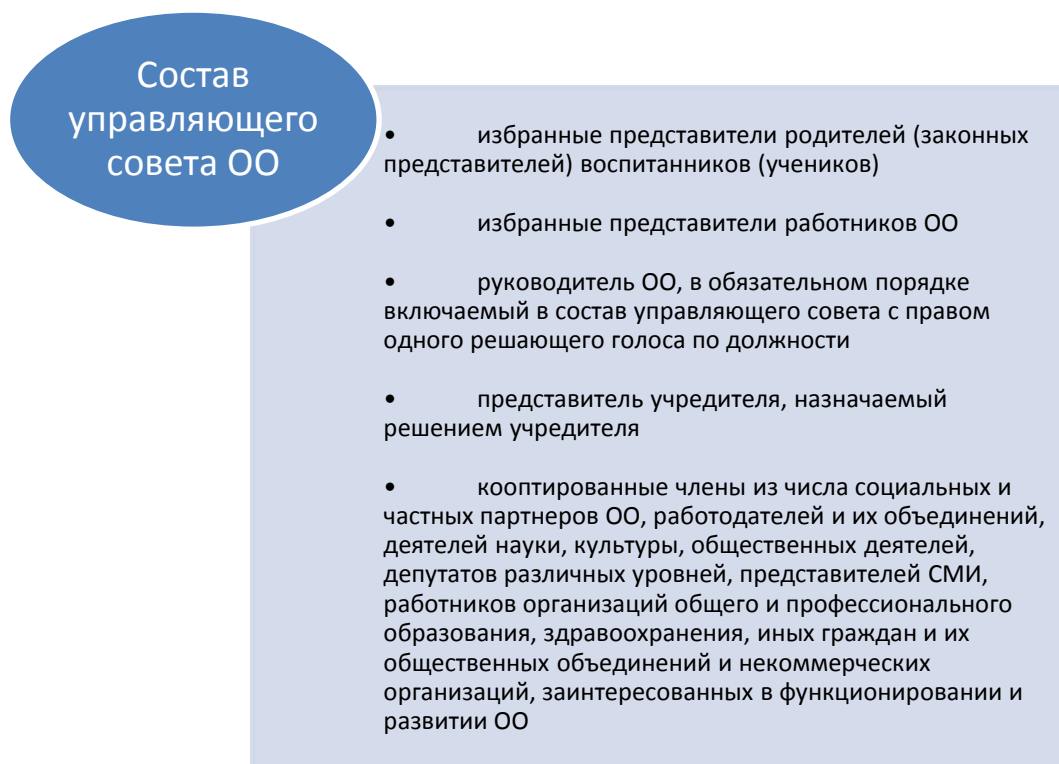 Состав
управляющего
совета ОО
• избранные представители родителей (законных
представителей) воспитанников (учеников)
• избранные представители работников ОО
• руководитель ОО, в обязательном порядке
включаемый в состав управляющего совета с правом
одного решающего голоса по должности
• представитель учредителя, назначаемый
решением учредителя
• кооптированные члены из числа социальных и
частных партнеров ОО, работодателей и их объединений,
деятелей науки, культуры, общественных деятелей,
депутатов различных уровней, представителей СМИ,
работников организаций общего и профессионального
образования, здравоохранения, иных граждан и их
общественных объединений и некоммерческих
организаций, заинтересованных в функционировании и
развитии ОО